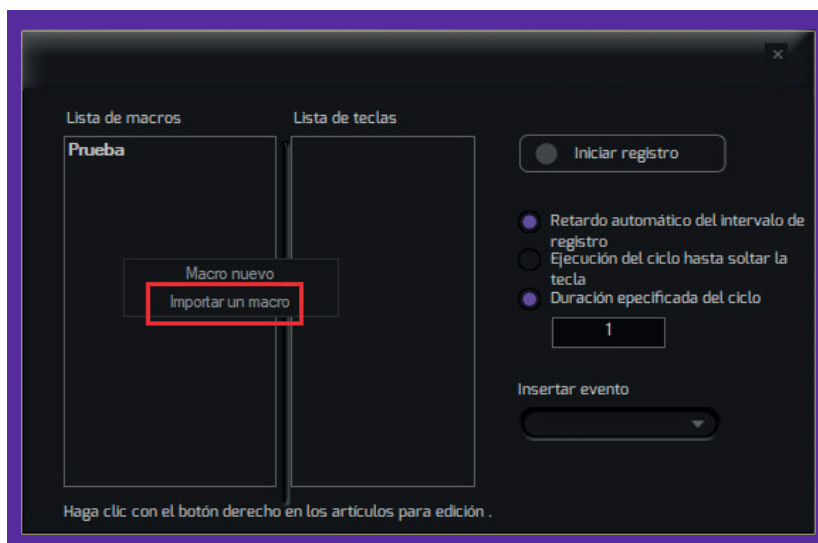 Lista de macros
Lista de teclas
Prueba
Iniciar registro
Macro nuevo
Importar un macro
Retardo automático del intervalo de
registro
Ejecución del ciclo hasta soltar la
tecla
Duración epecificada del ciclo
1
Insertar evento
Haga clic con el botón derecho en los artículos para edición .